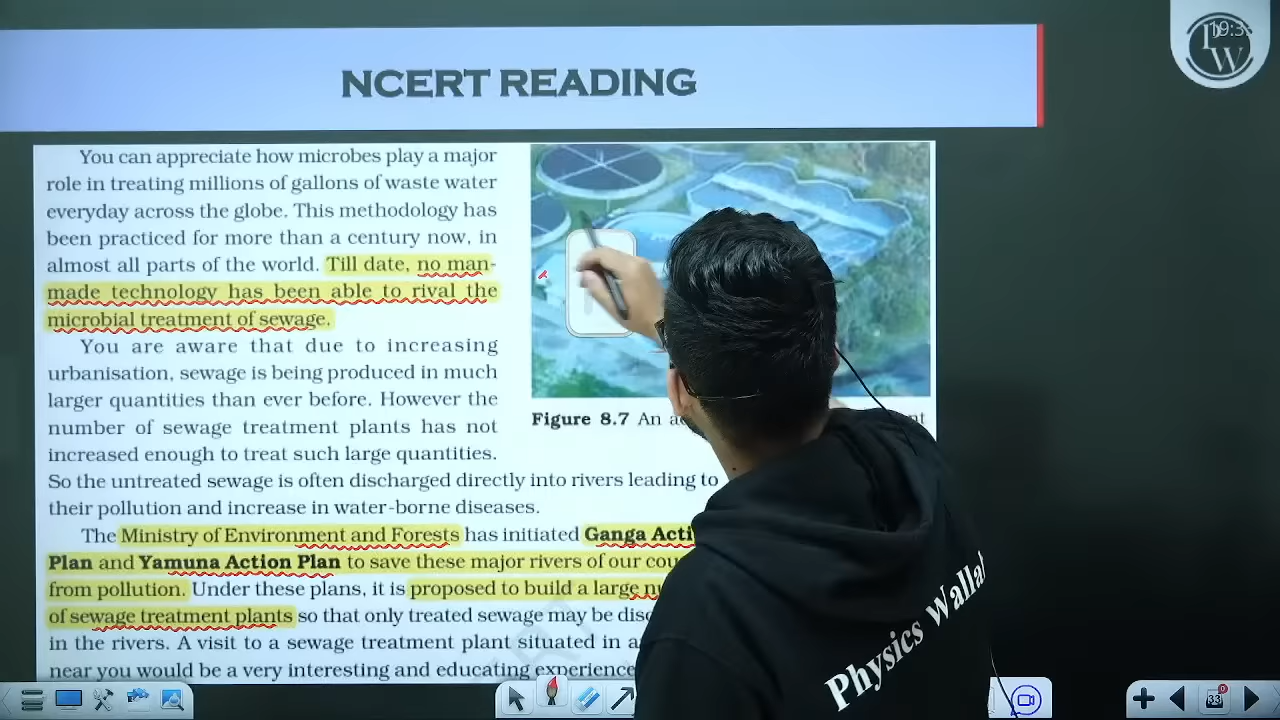 NCERT READING
You can appreciate how microbes play a major
role in treating millions of gallons of waste water
everyday across the globe. This methodology has
been practiced for more than a century now, in
almost all parts of the world. Till date, no man-
made technology has been able to rival the
microbial treatment of sewage.
You are aware that due to increasing
urbanisation, sewage is being produced in much
larger quantities than ever before. However the
number of sewage treatment plants has not
increased enough to treat such large quantities.
So the untreated sewage is often discharged directly into rivers leading to
their pollution and increase in water-borne diseases.
The Ministry of Environment and Forests has initiated Ganga Acti
Plan and Yamuna Action Plan to save these major rivers of our cou
from pollution. Under these plans, it is proposed to build a large nu
of sewage treatment plants so that only treated sewage may be disc
in the rivers. A visit to a sewage treatment plant situated in a
near you would be a very interesting and educating experience
Figure 8.7 An
Physics Wallah
33
0